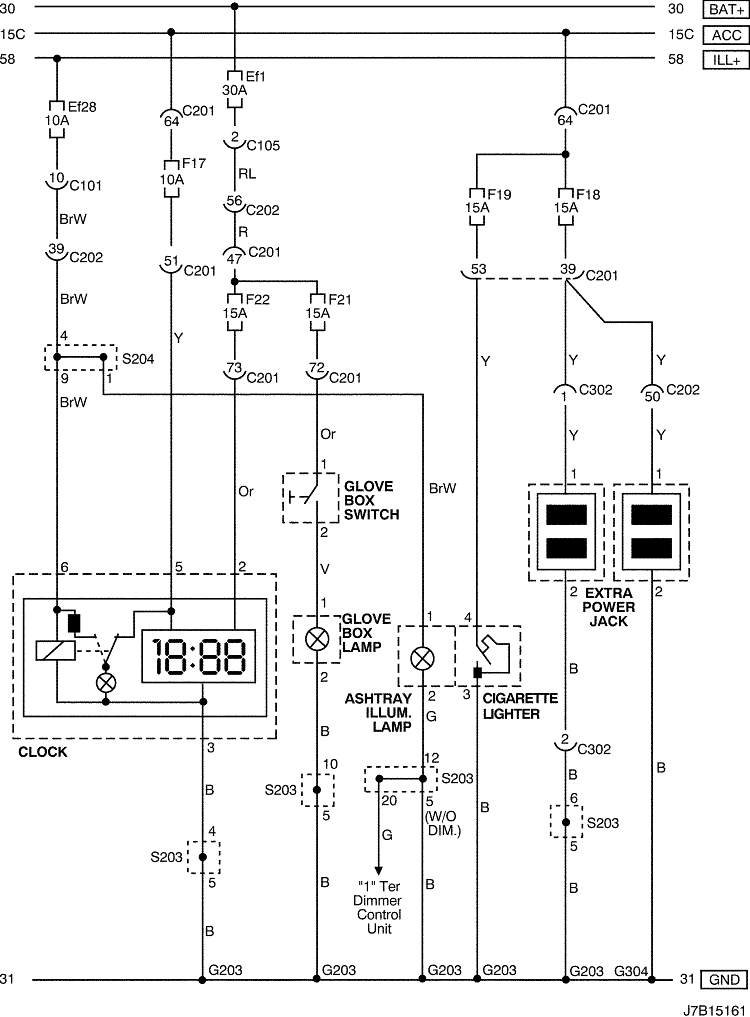 30 30 BAT+
15C 15C ACC
58 58 ILL+
Ef1
30A
Ef28
10A
C201
64
C201
64
2
C105
F17
10A
10
C101
RL
F19
15A
F18
15A
BrW
56
C202
R
39
C202
51
C201
C201
47
53
39
C201
BrW
F22
15A
F21
15A
4
S204
9
1
Y
Y
Y
Y
73
C201
72
C201
C302
1
50
C202
BrW
Or
Y
Y
1
GLOVE
BOX
SWITCH
2
Or
BrW
1
1
V
6
5
2
EXTRA
POWER
JACK
2
2
1
GLOVE
BOX
LAMP
2
1
4
18:88
B
ASHTRAY
ILLUM.
LAMP
2
G
3
CIGARETTE
LIGHTER
CLOCK
3
B
2
C302
B
10
S203
5
12
S203
20
5
(W/O
DIM.)
B
B
B
6
S203
5
4
S203
5
G
B
B
"1" Ter
Dimmer
Control
Unit
B
B
B
31 G203 G203 G203 G203 G203 G304 31 GND
J7B15161